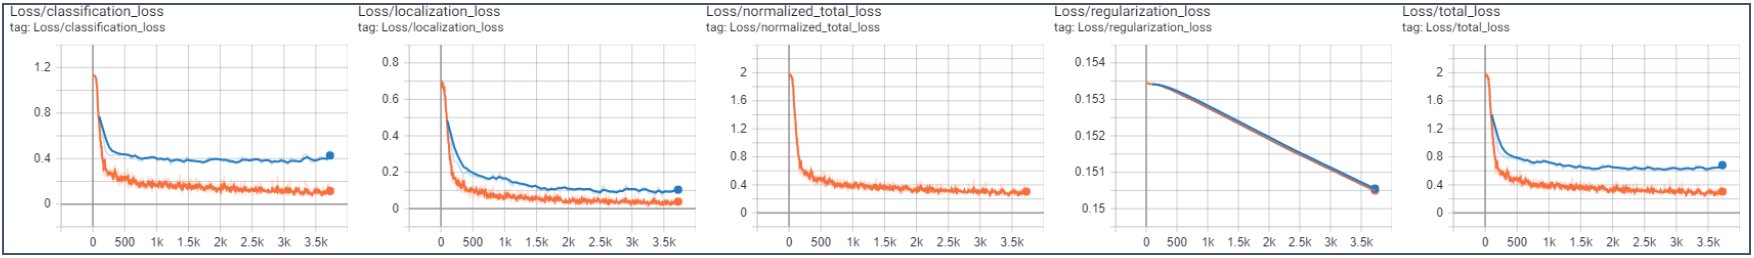 Loss/classification_loss
tag: Loss/classification_loss
1.2
0.8
0.4
0
0 500 1k 1.5k 2k 2.5k 3k 3.5k
Loss/localization_loss
tag: Loss/localization_loss
0.8
0.6
0.4
0.2
0
0 500 1k 1.5k 2k 2.5k 3k 3.5k
Loss/normalized_total_loss
tag: Loss/normalized_total_loss
2
1.6
1.2
0.8
0.4
0
0 500 1k 1.5k 2k 2.5k 3k 3.5k
Loss/regularization_loss
tag: Loss/regularization_loss
0.154
0.153
0.152
0.151
0.15
0 500 1k 1.5k 2k 2.5k 3k 3.5k
Loss/total_loss
tag: Loss/total_loss
2
1.6
1.2
0.8
0.4
0
0 500 1k 1.5k 2k 2.5k 3k 3.5k